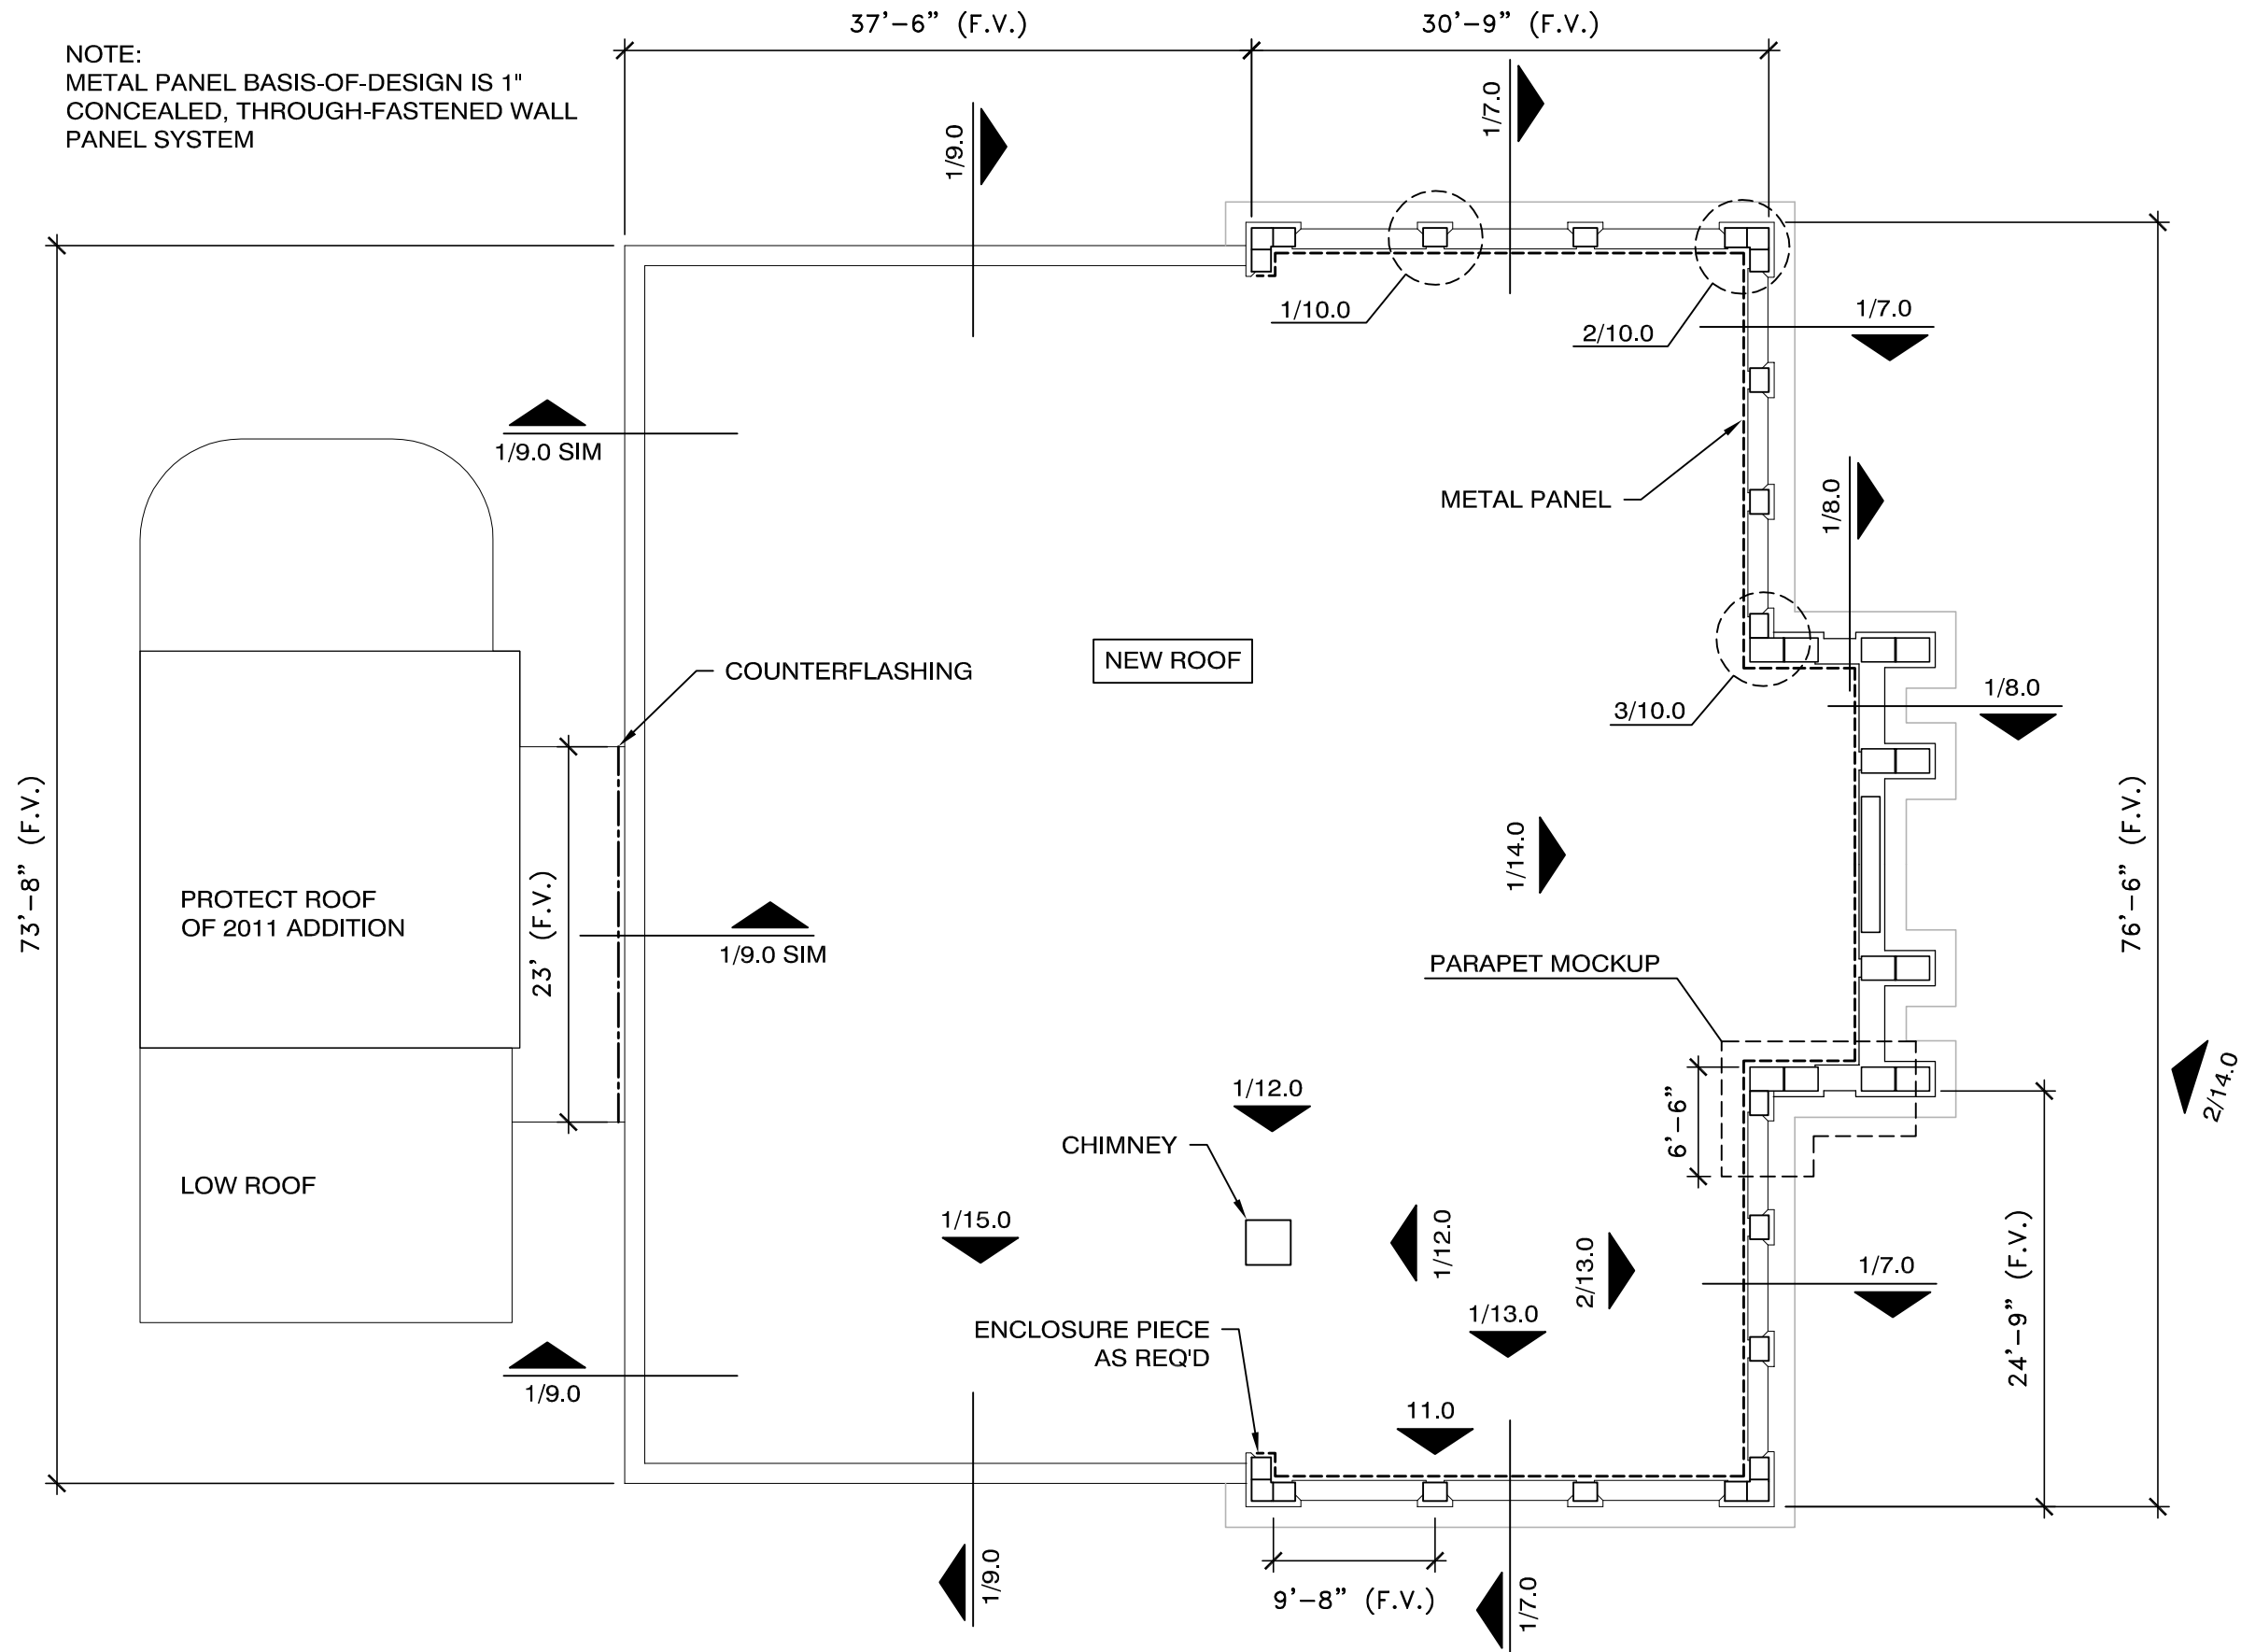 37’-6” (F.V.)
30’-9” (F.V.)
NOTE:
METAL PANEL BASIS-OF-DESIGN IS 1"
CONCEALED, THROUGH-FASTENED WALL
PANEL SYSTEM
1/9.0
1/7.0
1/10.0
2/10.0
1/7.0
1/9.0 SIM
METAL PANEL
1/8.0
NEW ROOF
COUNTERFLASHING
3/10.0
1/8.0
73’-8” (F.V.)
76’-6” (F.V.)
PROTECT ROOF
OF 2011 ADDITION
23’ (F.V.)
1/14.0
1/9.0 SIM
PARAPET MOCKUP
2/14.0
1/12.0
6’-6”
CHIMNEY
LOW ROOF
1/15.0
1/12.0
2/13.0
1/7.0
24’-9” (F.V.)
1/13.0
ENCLOSURE PIECE
AS REQ'D
1/9.0
11.0
1/9.0
9’-8” (F.V.)
1/7.0